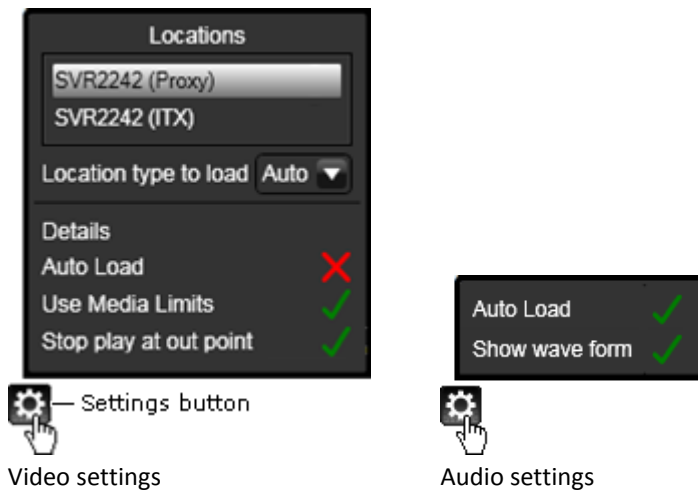 Locations
SVR2242 (Proxy)
SVR2242 (ITX)
Location type to load Auto
Details
Auto Load
Use Media Limits
Stop play at out point
Settings button
Video settings
Auto Load
Show wave form
Audio settings